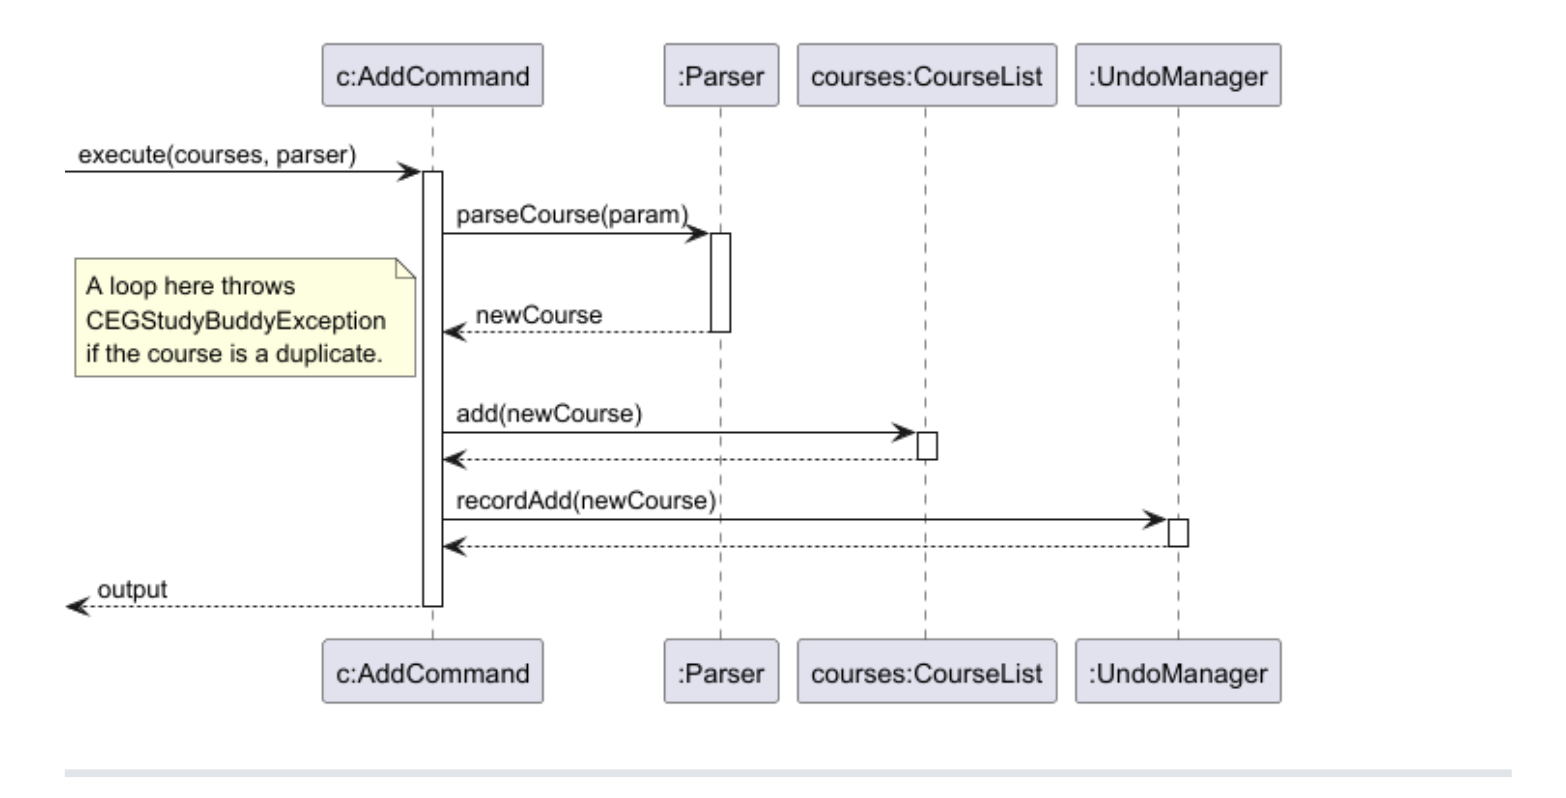 c:AddCommand
:Parser
courses:CourseList
:UndoManager
execute(courses, parser)
parseCourse(param)
A loop here throws
CEGStudyBuddyException
if the course is a duplicate.
newCourse
add(newCourse)
recordAdd(newCourse)
output
c:AddCommand
:Parser
courses:CourseList
:UndoManager